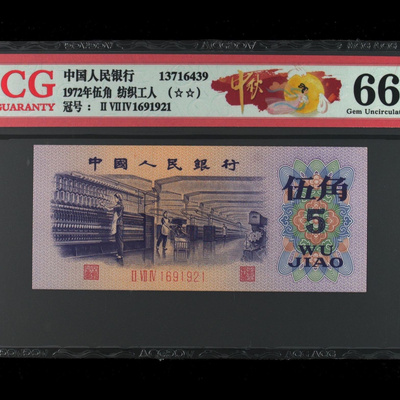 CG
GUARANTY
中国人民银行 13716439
1972年伍角 纺织工人 (☆☆)
冠号： II VII IV 1691921
中秋
66
Gem Uncirculat
中國人民銀行
伍角
5
WU
JIAO
II VII IV 1691921